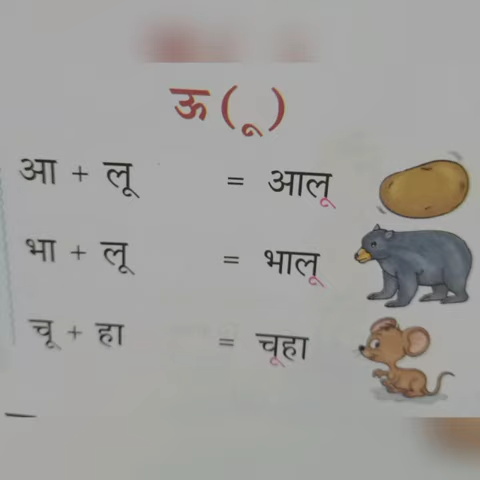 ऊ ( ू )
आ + लू = आलू
भा + लू = भालू
चू + हा = चूहा